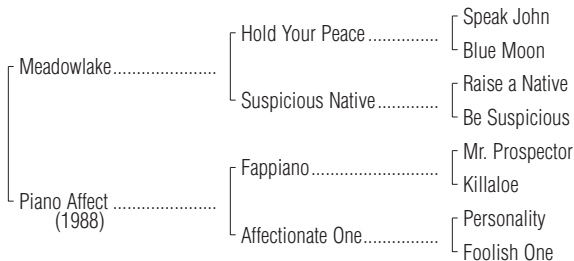 Speak John
Hold Your Peace...............
Blue Moon
Meadowlake......................
Raise a Native
Suspicious Native.............
Be Suspicious
Mr. Prospector
Fappiano...........................
Killaloe
Piano Affect ......................
(1988)
Personality
Affectionate One................
Foolish One